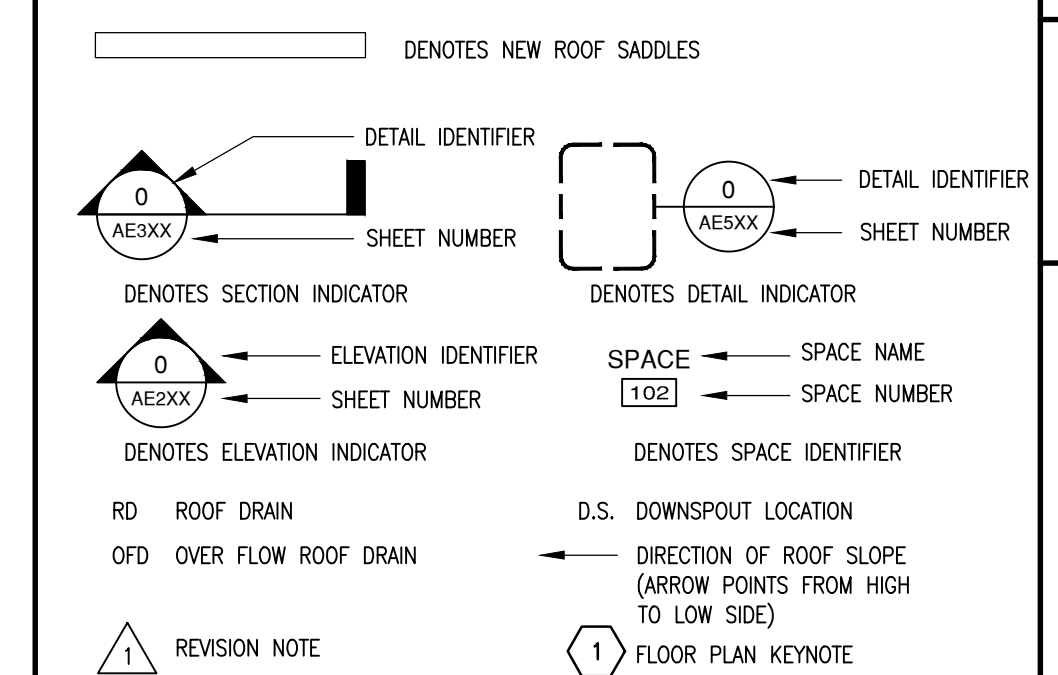 DENOTES NEW ROOF SADDLES
DETAIL IDENTIFIER
0
AE3XX
SHEET NUMBER
DENOTES SECTION INDICATOR
0
AE5XX
DETAIL IDENTIFIER
SHEET NUMBER
DENOTES DETAIL INDICATOR
0
AE2XX
ELEVATION IDENTIFIER
SHEET NUMBER
DENOTES ELEVATION INDICATOR
SPACE
102
SPACE NAME
SPACE NUMBER
DENOTES SPACE IDENTIFIER
RD ROOF DRAIN
D.S. DOWNSPOUT LOCATION
OFD OVER FLOW ROOF DRAIN
DIRECTION OF ROOF SLOPE
(ARROW POINTS FROM HIGH
TO LOW SIDE)
1 REVISION NOTE
1 FLOOR PLAN KEYNOTE